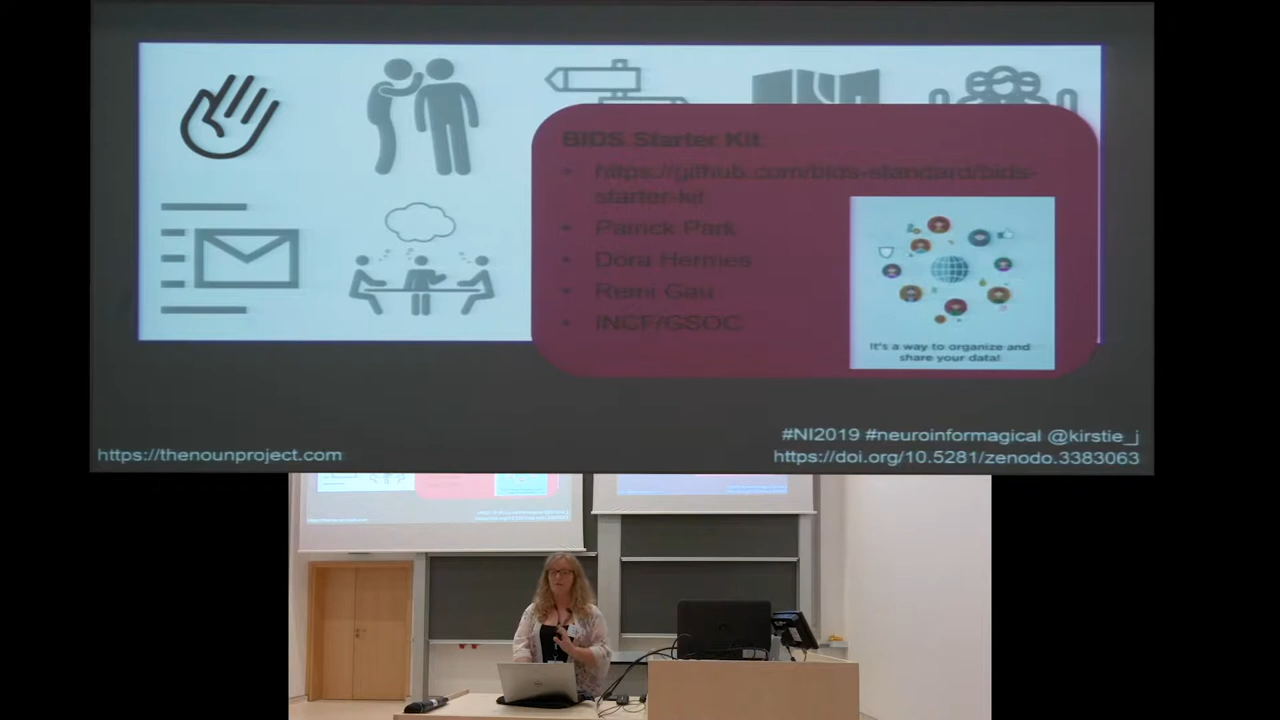 BIDS Starter Kit
• https://github.com/bids-standard/bids-
starter-kit
• Patrick Park
• Dora Hermes
• Remi Gau
• INCF/GSOC
It's a way to organize and
share your data!
#NI2019 #neuroinformagical @kirstie_j
https://thenounproject.com
https://doi.org/10.5281/zenodo.3383063